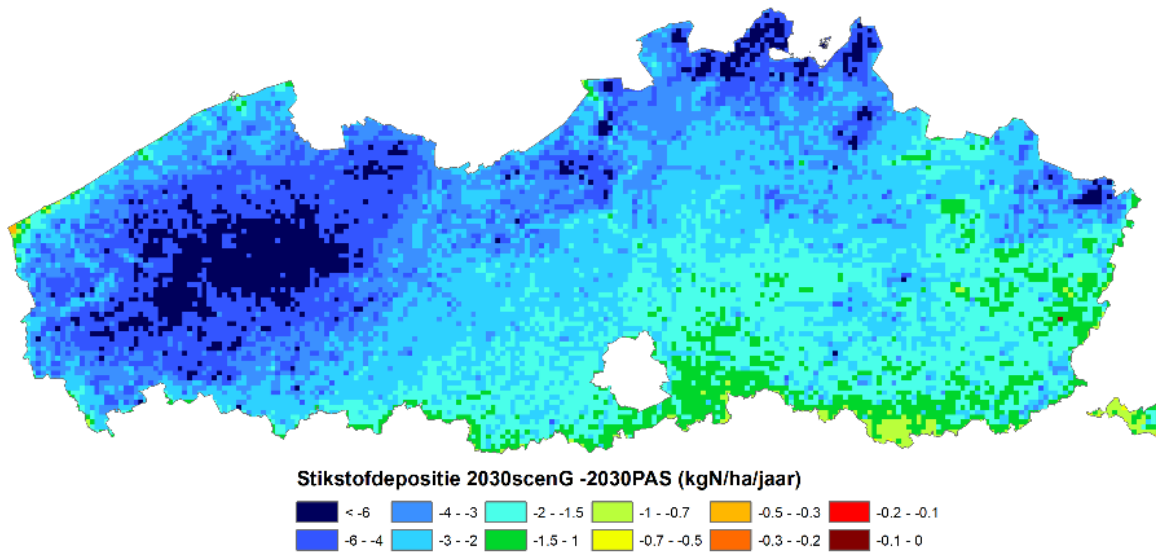 Stikstofdepositie 2030scenG -2030PAS (kgN/ha/jaar)
< -6 -4 - -3 -2 - -1.5 -1 - -0.7 -0.5 - -0.3 -0.2 - -0.1
-6 - -4 -3 - -2 -1.5 - 1 -0.7 - -0.5 -0.3 - -0.2 -0.1 - 0